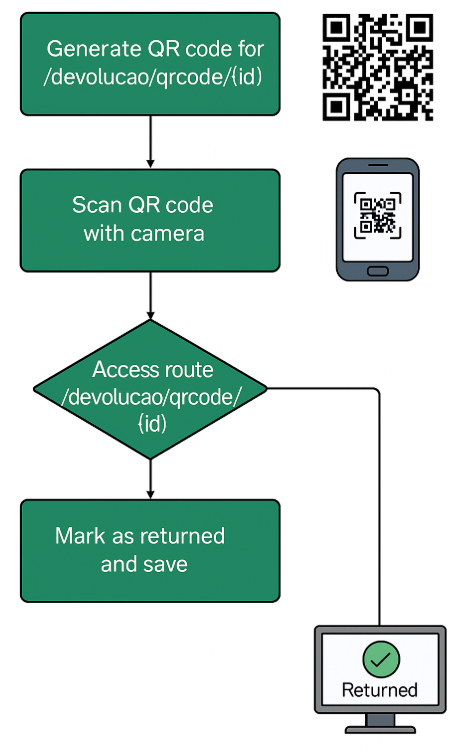 Generate QR code for
/devolucao/qrcode/{id)
Scan QR code
with camera
Access route
/devolucao/qrcode/
{id)
Mark as returned
and save
Returned